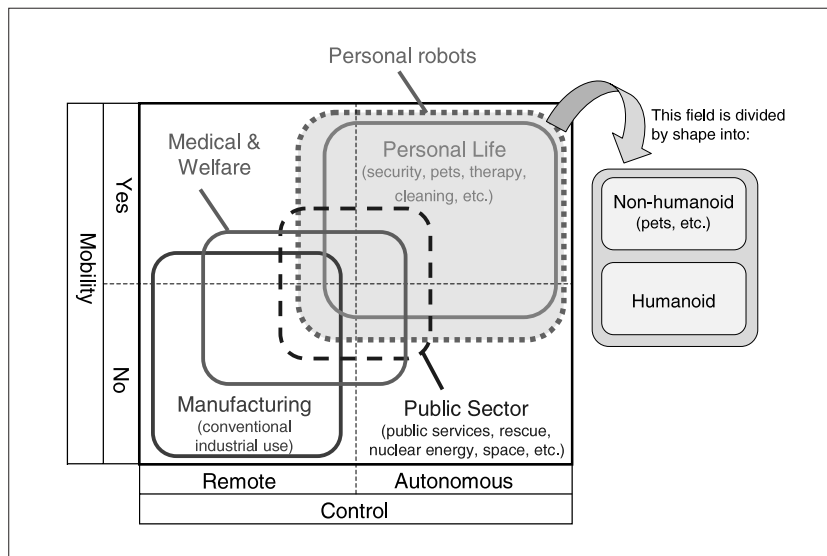 Personal robots
This field is divided
by shape into:
Medical &
Welfare
Personal Life
(security, pets, therapy,
cleaning, etc.)
Non-humanoid
(pets, etc.)
Humanoid
Mobility
Yes
No
Manufacturing
(conventional
industrial use)
Public Sector
(public services, rescue,
nuclear energy, space, etc.)
Remote
Autonomous
Control